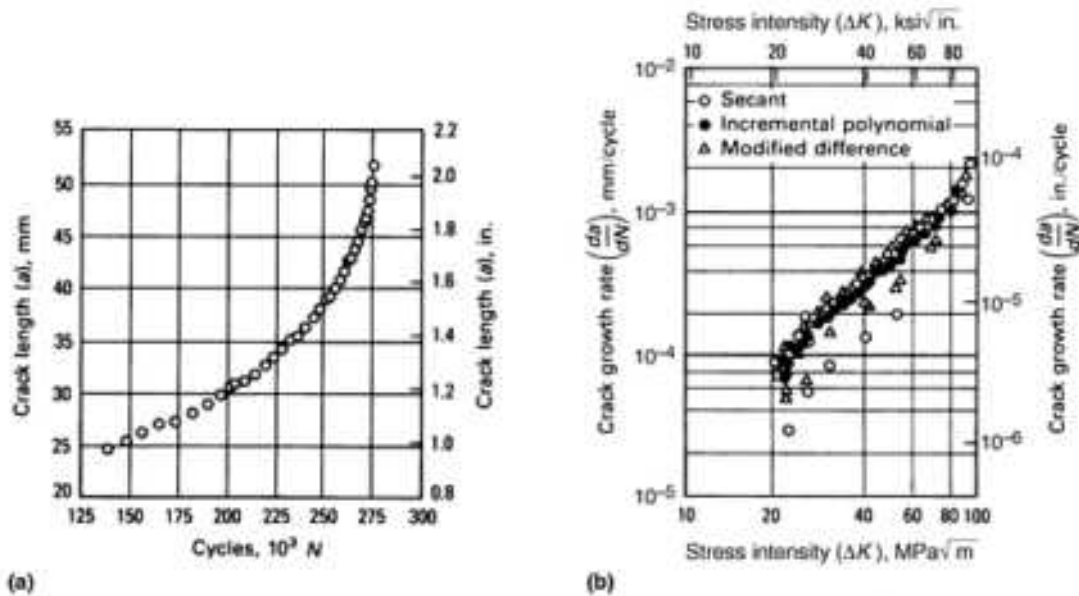 55
50
45
40
35
30
25
20
Crack length (a), mm
2.2
2.0
1.8
1.6
1.4
1.2
1.0
0.8
Crack length (a), in.
125 150 175 200 225 250 275 300
Cycles, 10³ N
(a)
Stress intensity (ΔK), ksi√in.
10 20 40 60 80
10⁻²
10⁻³
10⁻⁴
10⁻⁵
Crack growth rate (da/dN), mm/cycle
Secant
Incremental polynomial
Modified difference
10⁻⁴
10⁻⁵
10⁻⁶
Crack growth rate (da/dN), in./cycle
10 20 40 60 80 100
Stress intensity (ΔK), MPa√m
(b)